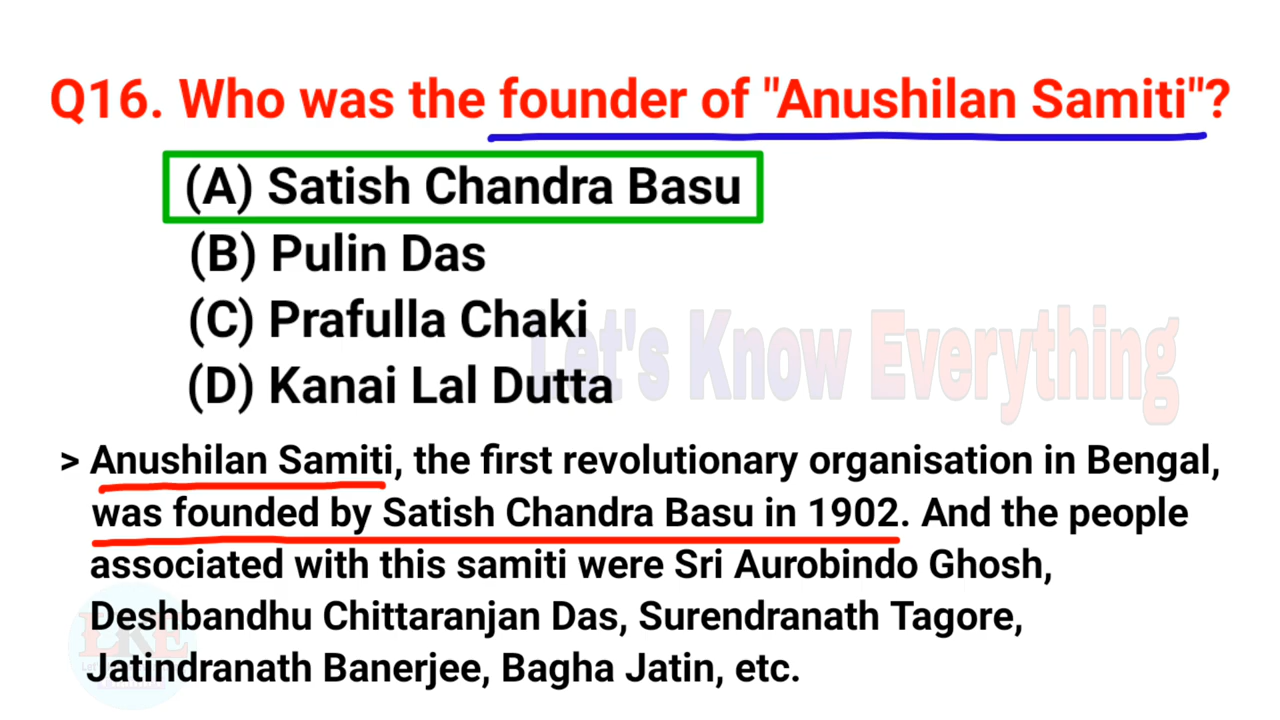 Q16. Who was the founder of "Anushilan Samiti"?
(A) Satish Chandra Basu
(B) Pulin Das
(C) Prafulla Chaki
Let's Know Everything
(D) Kanai Lal Dutta
> Anushilan Samiti, the first revolutionary organisation in Bengal,
was founded by Satish Chandra Basu in 1902. And the people
associated with this samiti were Sri Aurobindo Ghosh,
Deshbandhu Chittaranjan Das, Surendranath Tagore,
LKE
Jatindranath Banerjee, Bagha Jatin, etc.